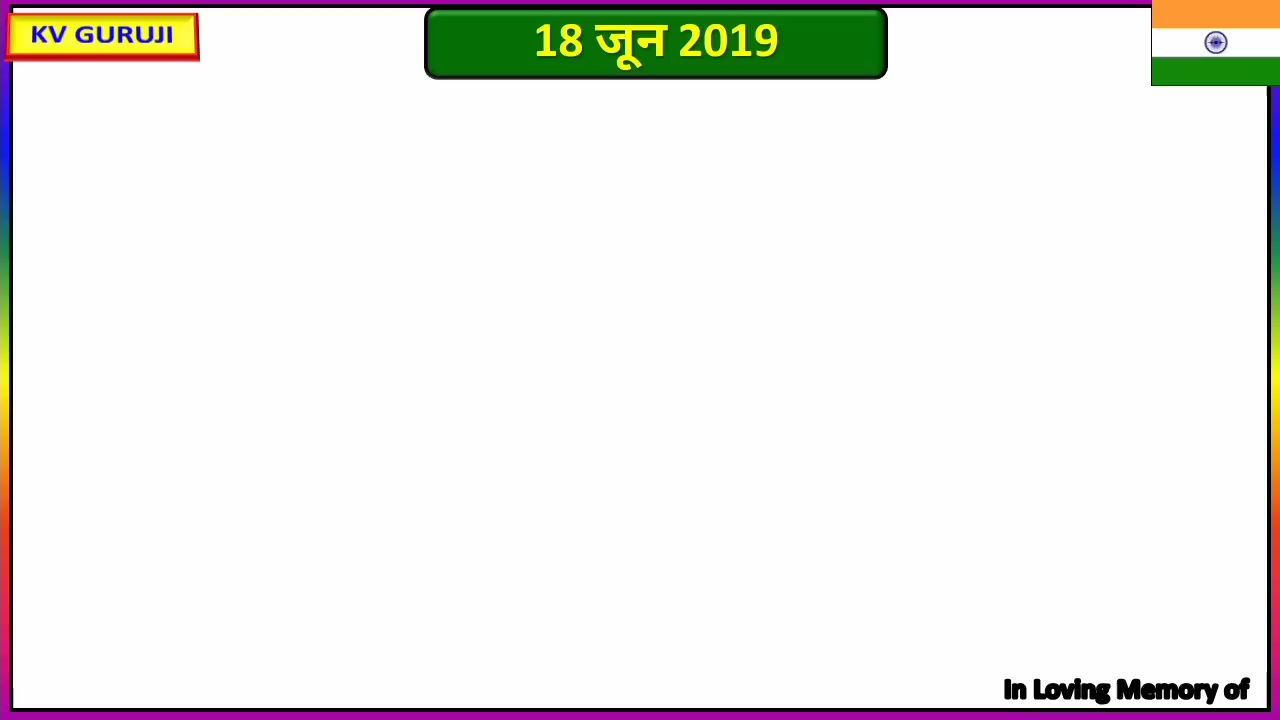 KV GURUJI
18 जून 2019
In Loving Memory of